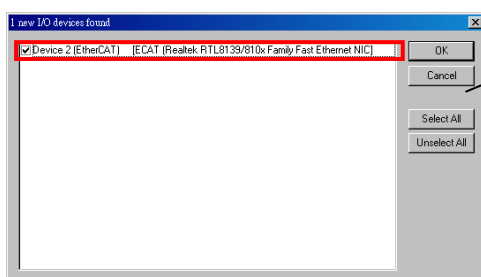 1 new I/O devices found
Device 2 (EtherCAT) [ECAT (Realtek RTL8139/810x Family Fast Ethernet NIC]
OK
Cancel
Select All
Unselect All